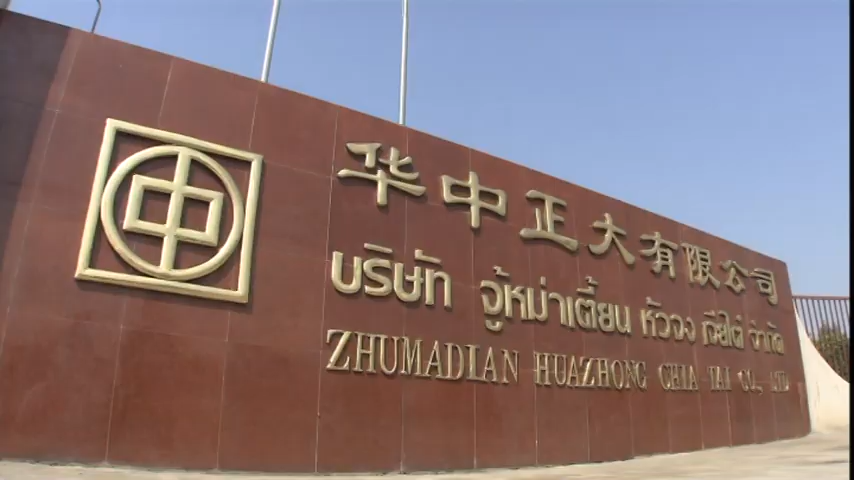 中
华中正大有限公司
บริษัท จู้หม่าเตี้ยน หัวจง เจียไต๋ จำกัด
ZHUMADIAN HUAZHONG CHIA TAI CO., LTD